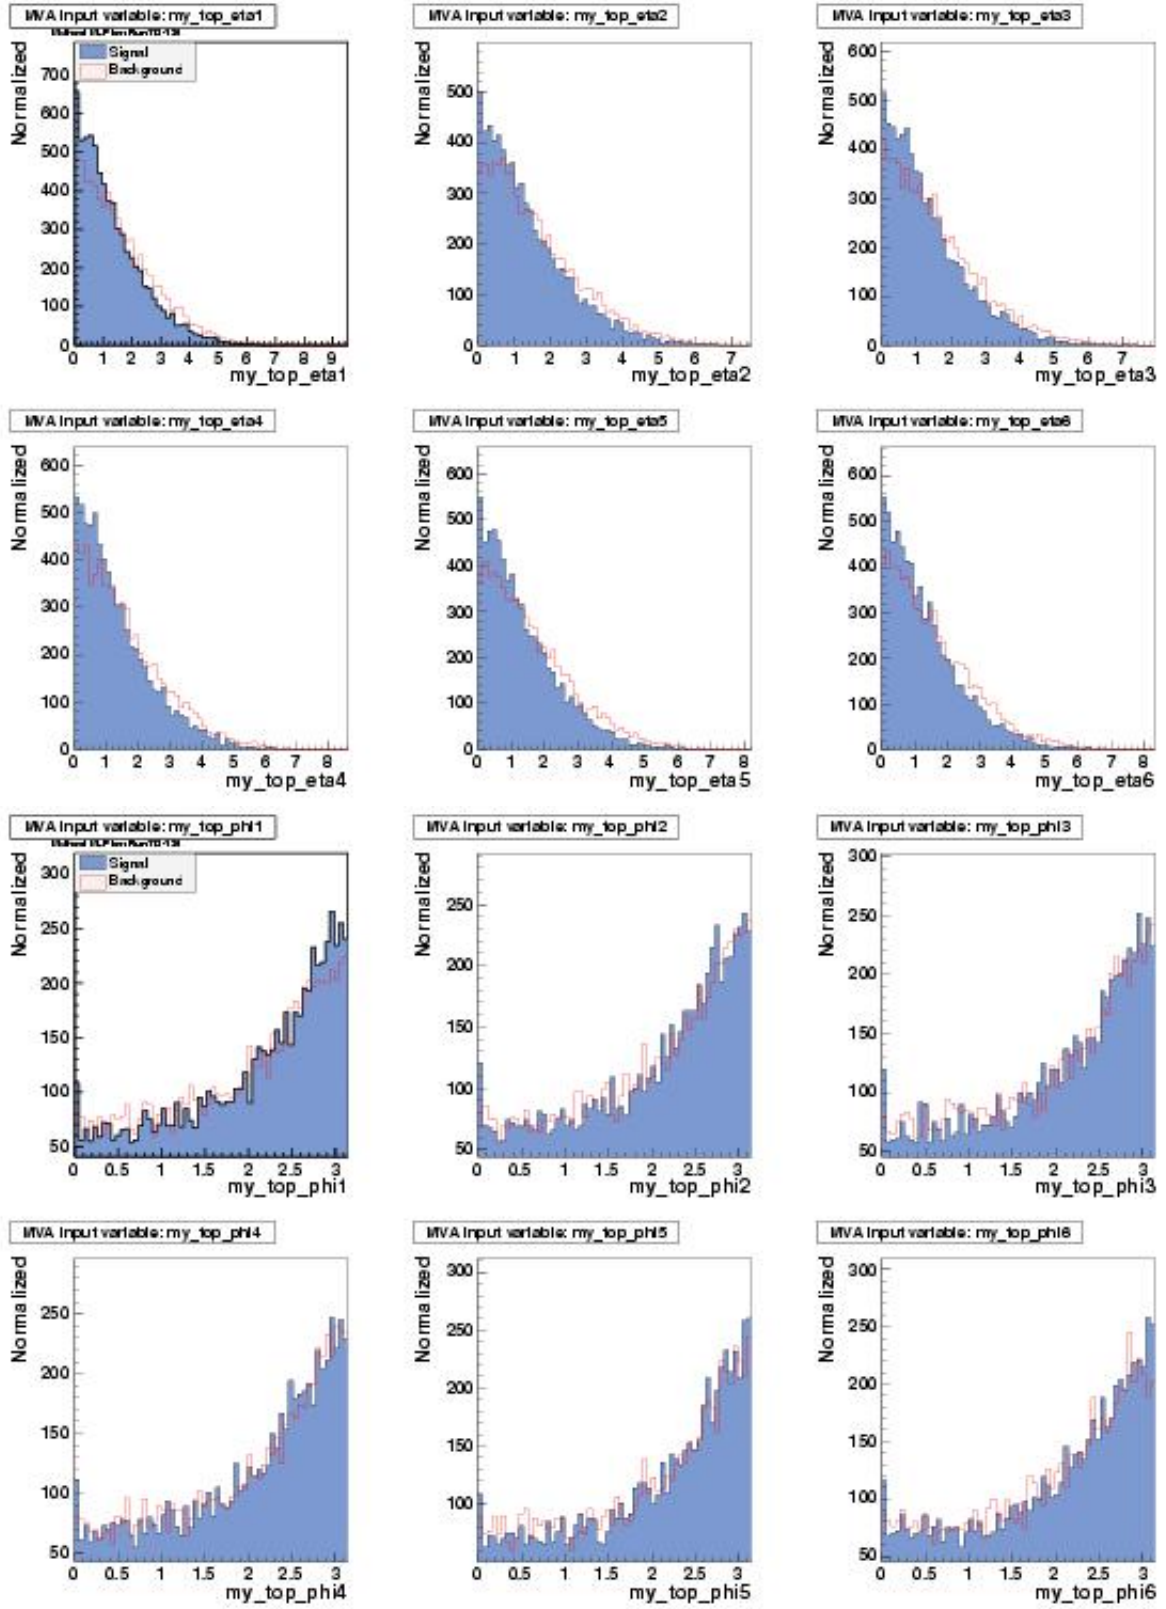 MVA Input variable: my_top_eta1
MVA Input variable: my_top_eta2
MVA Input variable: my_top_eta3
Signal
Background
Normalized
700
600
500
400
300
200
100
0
0 1 2 3 4 5 6 7 8 9
my_top_eta1
Normalized
500
400
300
200
100
0
0 1 2 3 4 5 6 7
my_top_eta2
Normalized
600
500
400
300
200
100
0
0 1 2 3 4 5 6 7
my_top_eta3
MVA Input variable: my_top_eta4
MVA Input variable: my_top_eta5
MVA Input variable: my_top_eta6
Normalized
600
500
400
300
200
100
0
0 1 2 3 4 5 6 7 8
my_top_eta4
Normalized
600
500
400
300
200
100
0
0 1 2 3 4 5 6 7 8
my_top_eta5
Normalized
600
500
400
300
200
100
0
0 1 2 3 4 5 6 7 8
my_top_eta6
MVA Input variable: my_top_phi1
MVA Input variable: my_top_phi2
MVA Input variable: my_top_phi3
Signal
Background
Normalized
300
250
200
150
100
50
0 0.5 1 1.5 2 2.5 3
my_top_phi1
Normalized
250
200
150
100
50
0 0.5 1 1.5 2 2.5 3
my_top_phi2
Normalized
300
250
200
150
100
50
0 0.5 1 1.5 2 2.5 3
my_top_phi3
MVA Input variable: my_top_phi4
MVA Input variable: my_top_phi5
MVA Input variable: my_top_phi6
Normalized
250
200
150
100
50
0 0.5 1 1.5 2 2.5 3
my_top_phi4
Normalized
300
250
200
150
100
0 0.5 1 1.5 2 2.5 3
my_top_phi5
Normalized
300
250
200
150
100
50
0 0.5 1 1.5 2 2.5 3
my_top_phi6